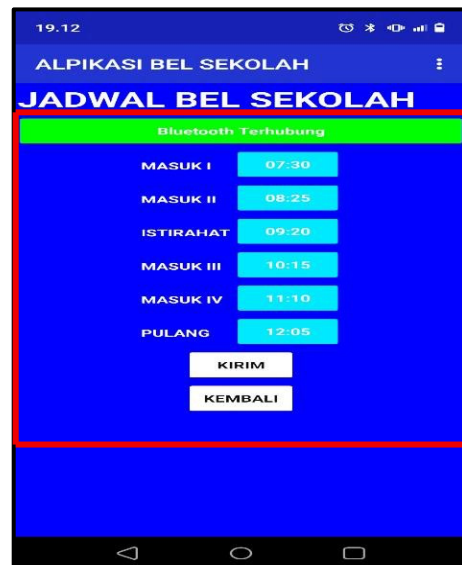 19.12
ALPIKASI BEL SEKOLAH
JADWAL BEL SEKOLAH
Bluetooth Terhubung
MASUK I 07:30
MASUK II 08:25
ISTIRAHAT 09:20
MASUK III 10:15
MASUK IV 11:10
PULANG 12:05
KIRIM
KEMBALI